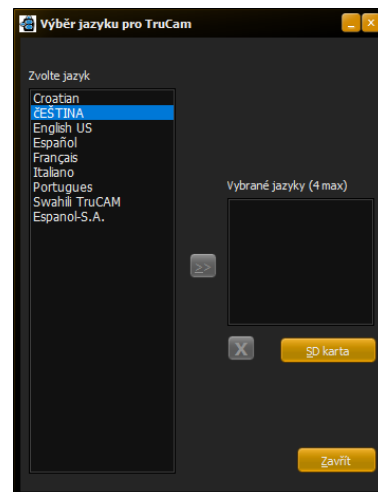 Výběr jazyku pro TruCam
Zvolte jazyk
Croatian
čEŠTINA
English US
Español
Français
Italiano
Portugues
Swahili TruCAM
Espanol-S.A.
Vybrané jazyky (4 max)
>>
X
SD karta
Zavřít